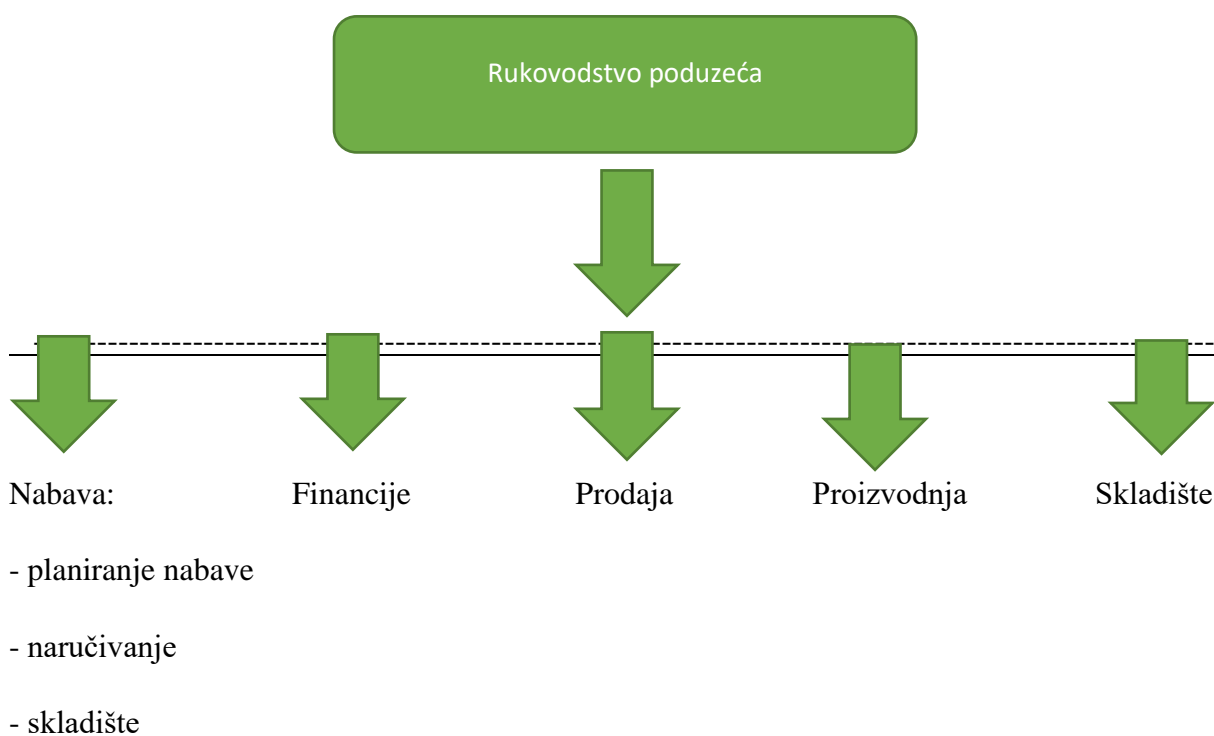 Rukovodstvo poduzeća
Nabava: Financije Prodaja Proizvodnja Skladište
- planiranje nabave
- naručivanje
- skladište